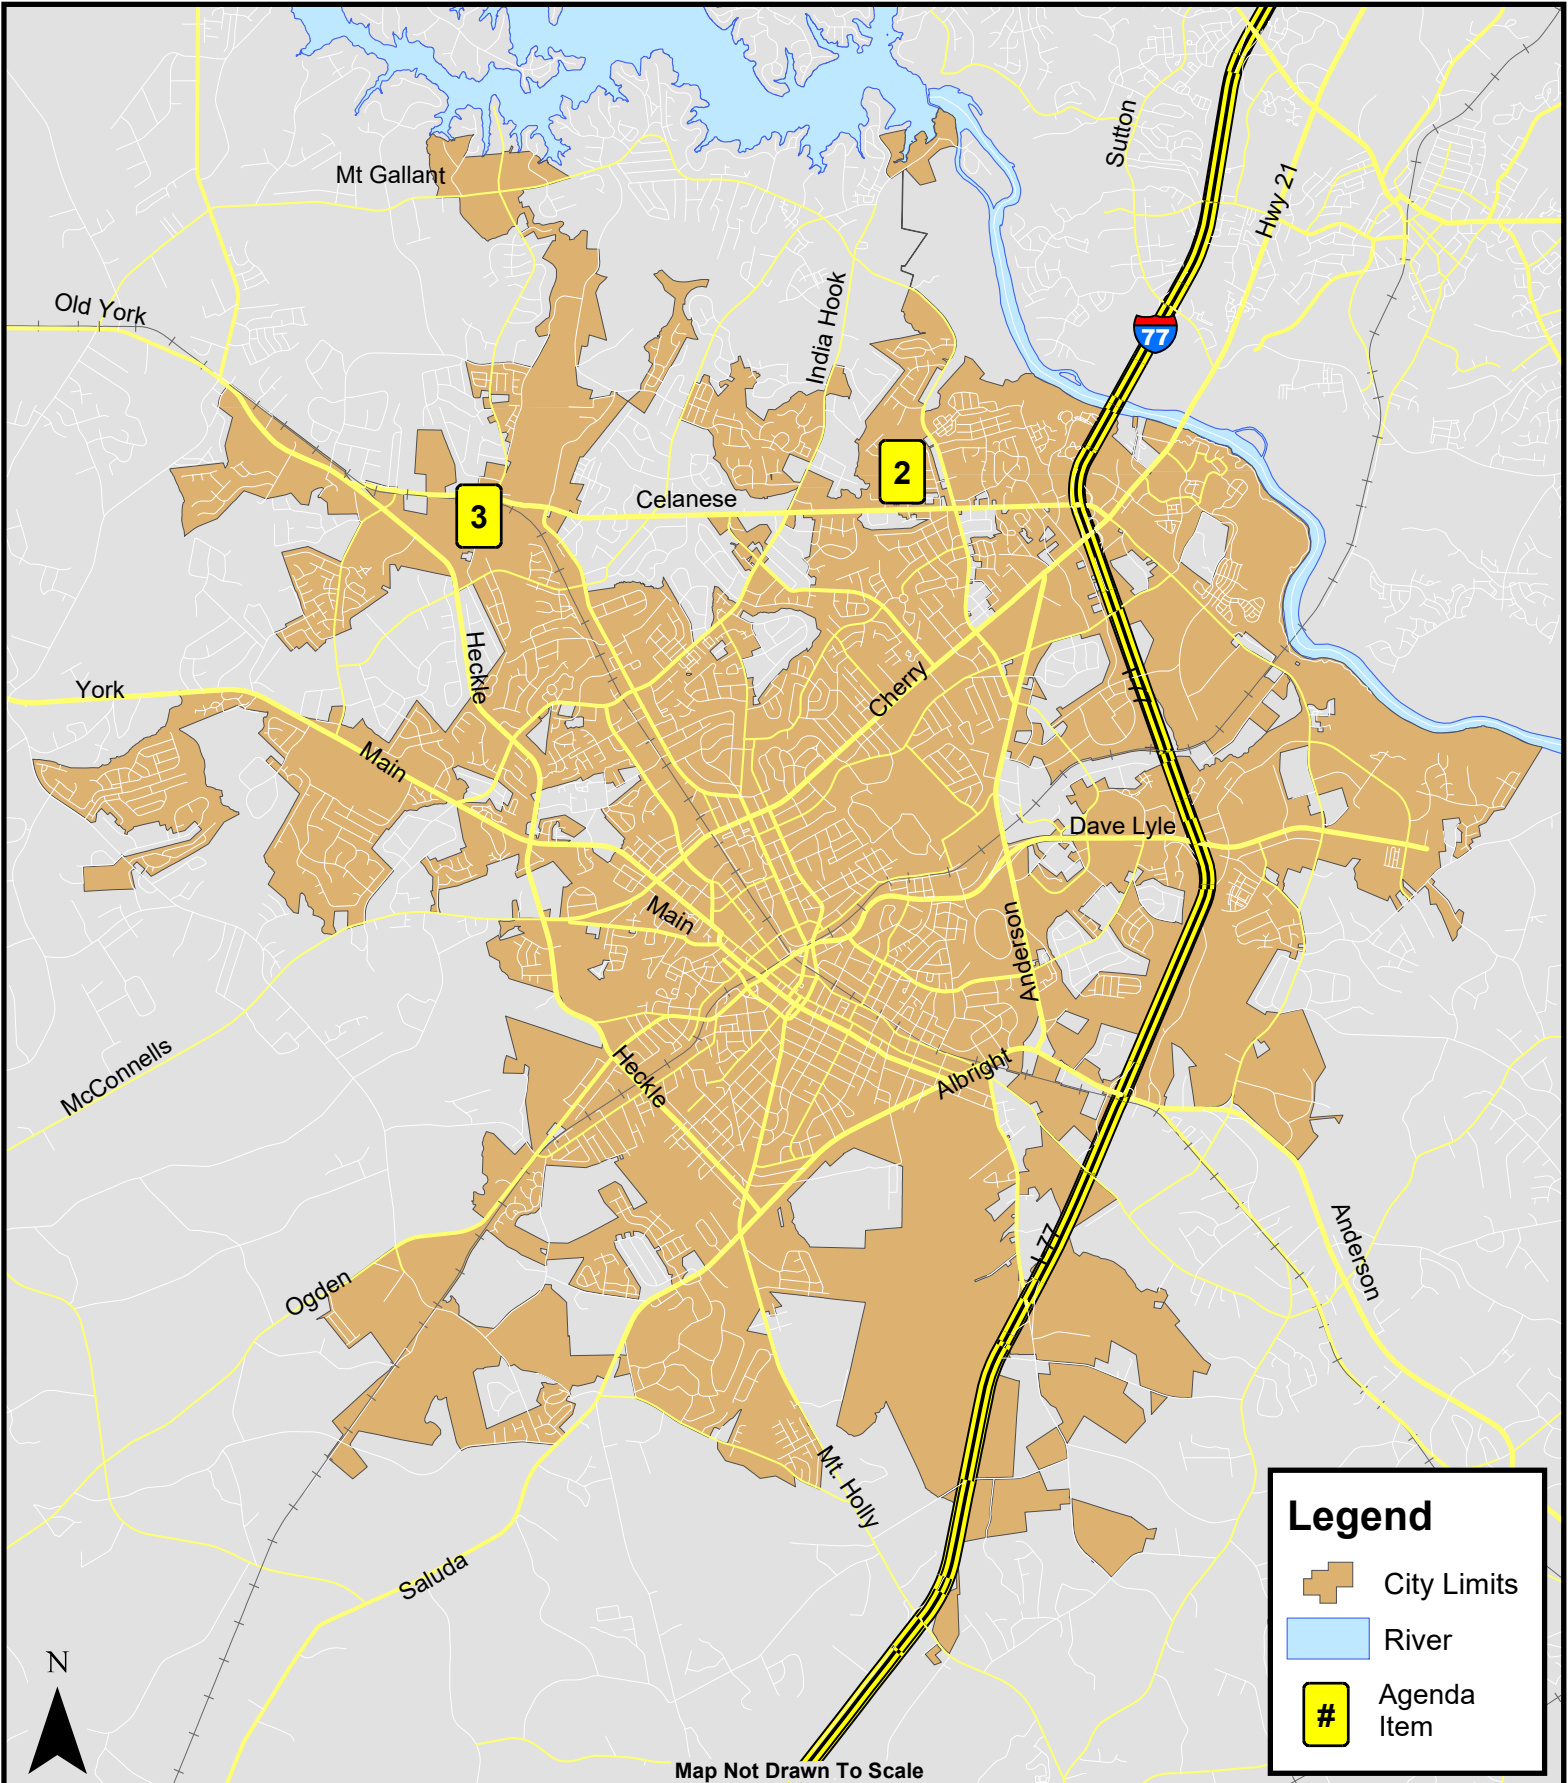 Sutton
Mt Gallant
Hwy 21
Old York
India Hook
77
2
3
Celanese
Heckle
Cherry
I-77
York
Main
Dave Lyle
Main
Anderson
McConnells
Heckle
Albright
Anderson
I-77
Ogden
Mt. Holly
Saluda
Legend
City Limits
River
#
Agenda
Item
N
Map Not Drawn To Scale